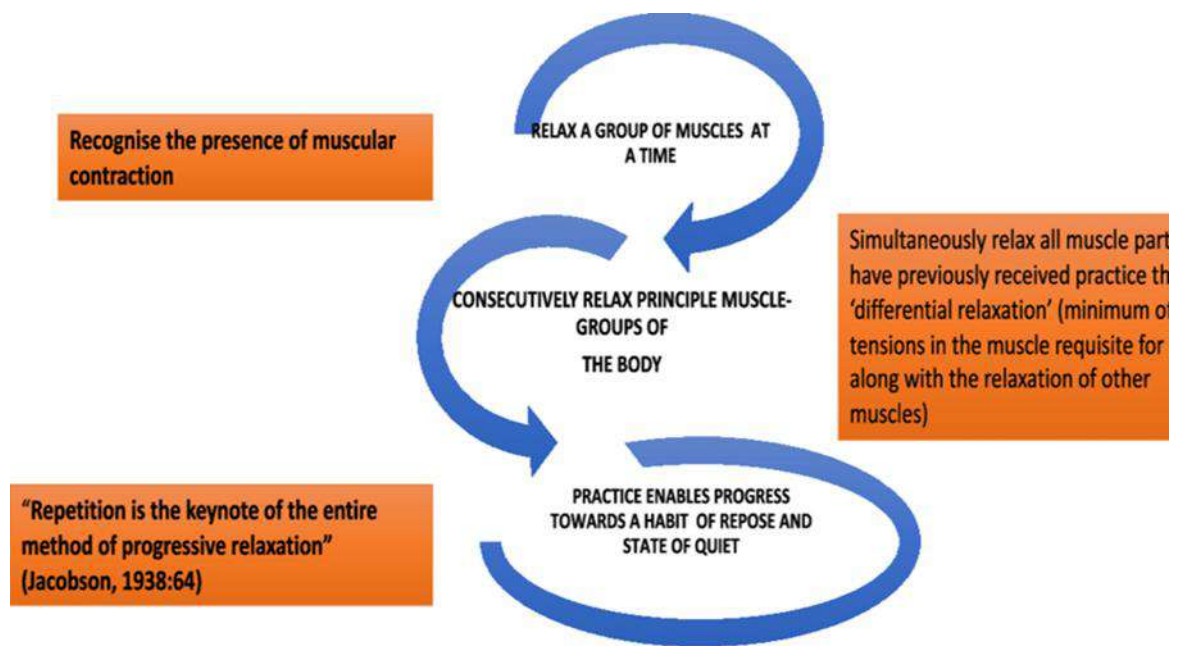 RELAX A GROUP OF MUSCLES AT
A TIME
Recognise the presence of muscular
contraction
CONSECUTIVELY RELAX PRINCIPLE MUSCLE-
GROUPS OF
THE BODY
Simultaneously relax all muscle part
have previously received practice th
'differential relaxation' (minimum of
tensions in the muscle requisite for
along with the relaxation of other
muscles)
PRACTICE ENABLES PROGRESS
TOWARDS A HABIT OF REPOSE AND
STATE OF QUIET
“Repetition is the keynote of the entire
method of progressive relaxation”
(Jacobson, 1938:64)